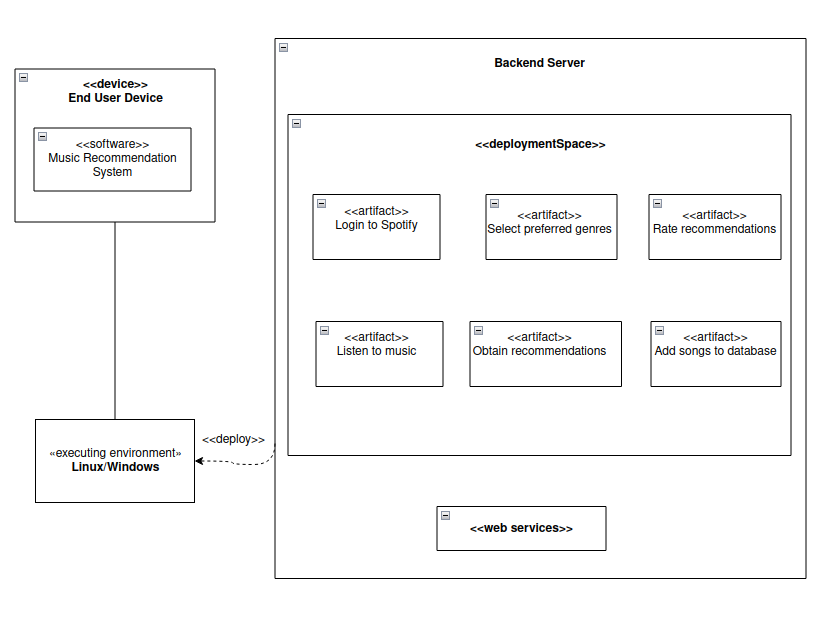 <<device>>
End User Device
<<software>>
Music Recommendation
System
Backend Server
<<deploymentSpace>>
<<artifact>>
Login to Spotify
<<artifact>>
Select preferred genres
<<artifact>>
Rate recommendations
<<artifact>>
Listen to music
<<artifact>>
Obtain recommendations
<<artifact>>
Add songs to database
<<deploy>>
«executing environment»
Linux/Windows
<<web services>>